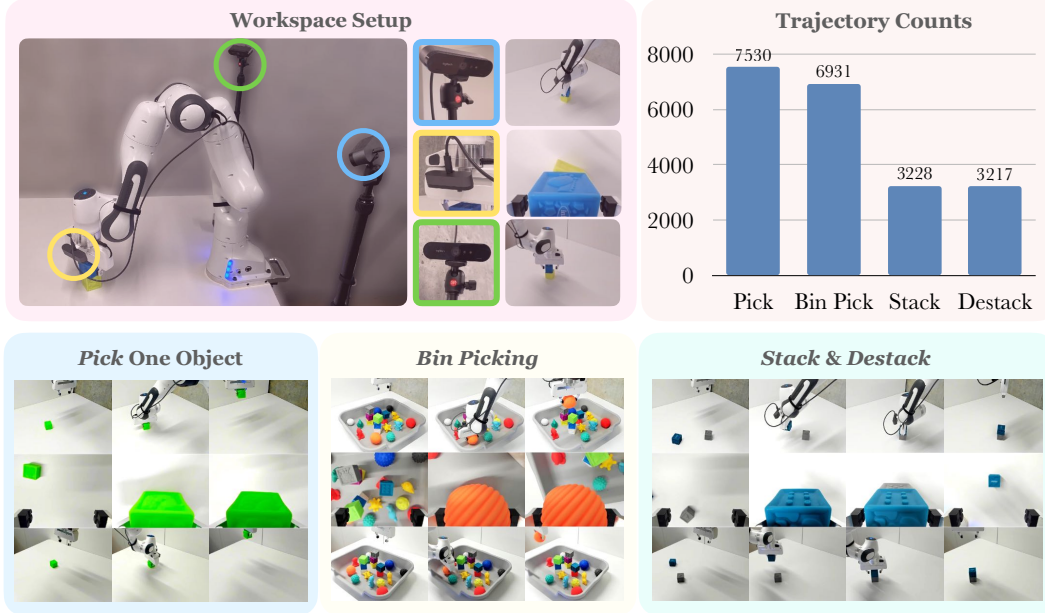 Workspace Setup
Trajectory Counts
8000
6000
4000
2000
0
7530
6931
3228
3217
Pick Bin Pick Stack Destack
Pick One Object
Bin Picking
Stack & Destack